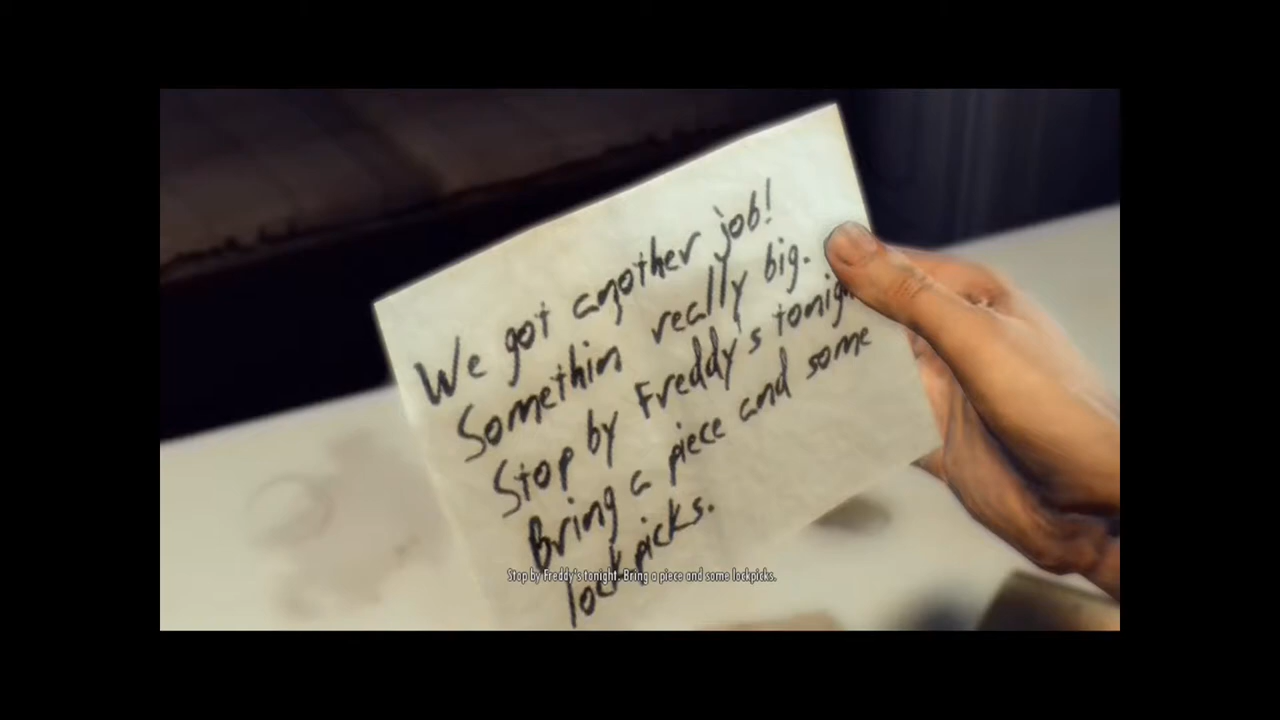 We got another job!
Somethin really big.
Stop by Freddy's tonigh
Bring a piece and some
lockpicks.
Stop by Freddy's tonight. Bring a piece and some lockpicks.